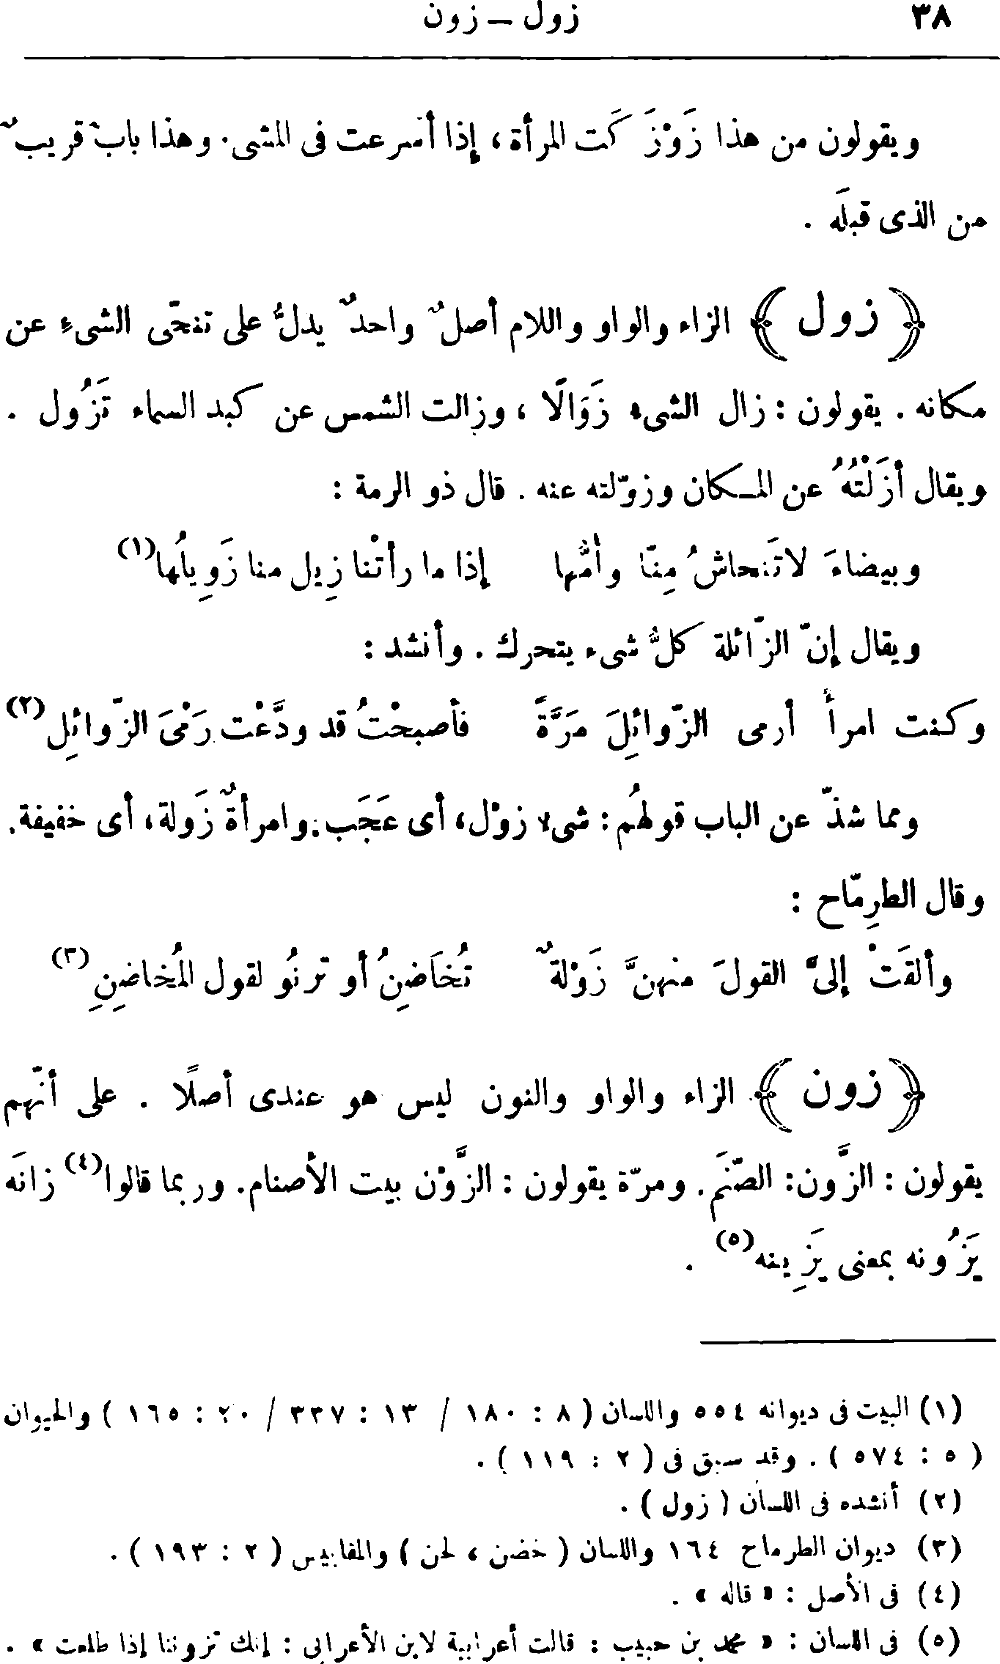 ٣٨ زول — زون
ويقولون من هذا زَوْزَ كَت المرأة، إذا أسرعت فى المشى. وهذا بابٌ قريبٌ
من الذى قبلَه .
﴿ زول ﴾ الزاء والواو واللام أصلٌ واحدٌ يدلُّ على تنحّى الشىءِ عن
مكانه . يقولون : زال الشىء زَوَالًا ، وزالت الشمس عن كبد السماء تَزُول .
ويقال أزَلْتُهُ عن المكان وزوّلته عنه . قال ذو الرمة :
وبيضاءَ لاتَنحاشُ مِنّا وأُمُّها إذا ما رأتْنا زِيل منا زَوِيلُها(١)
ويقال إنّ الزّائلة كلُّ شىء يتحرك . وأنشد :
وكنت امرأً أرمى الزّوائلَ مَرّةً فأصبحْتُ قد ودَّعْت رَمْىَ الزّوائلِ(٢)
ومما شذّ عن الباب قولهُم : شىء زوْل، أى عَجَب. وامرأةٌ زَولة، أى خفيفة.
وقال الطرِمّاح :
وألقَتْ إلىَّ القولَ منهنَّ زَوْلةٌ تُخَاضِنُ أو ترنُو لقول المُخاضِنِ(٣)
﴿ زون ﴾ الزاء والواو والنون ليس هو عندى أصلًا . على أنّهم
يقولون : الزَّون: الصّنَم. ومرّة يقولون : الزَّوْن بيت الأصنام. وربما قالوا(٤) زانَه
يَزُونه بمعنى يَزِينه(٥) .
(١) البيت فى ديوانه ٥٥٤ واللسان ( ٨ : ١٨٠ / ١٣ : ٣٣٧ / ٢٠ : ١٦٥ ) والحيوان
( ٥ : ٥٧٤ ) . وقد سبق فى ( ٢ : ١١٩ ) .
(٢) أنشده فى اللسان ( زول ) .
(٣) ديوان الطرماح ١٦٤ واللسان ( خضن ، لحن ) والمقاييس ( ٢ : ١٩٣ ) .
(٤) فى الأصل : « قاله » .
(٥) فى اللسان : « محمد بن حبيب : قالت أعرابية لابن الأعرابى : إنك تزوننا إذا طلعت » .